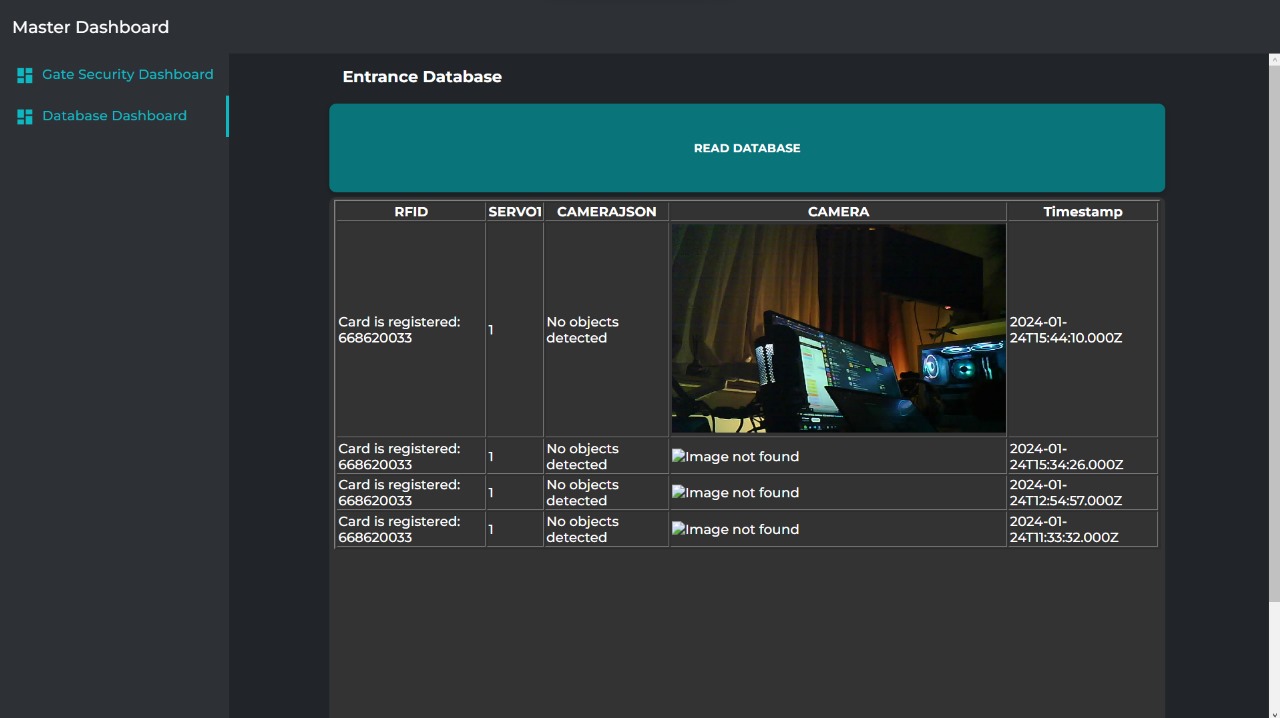 Master Dashboard
Gate Security Dashboard
Database Dashboard
Entrance Database
READ DATABASE
RFID SERVO1 CAMERAJSON CAMERA Timestamp
Card is registered:
668620033
1
No objects
detected
2024-01-
24T15:44:10.000Z
Card is registered:
668620033
1
No objects
detected
Image not found
2024-01-
24T15:34:26.000Z
Card is registered:
668620033
1
No objects
detected
Image not found
2024-01-
24T12:54:57.000Z
Card is registered:
668620033
1
No objects
detected
Image not found
2024-01-
24T11:33:32.000Z